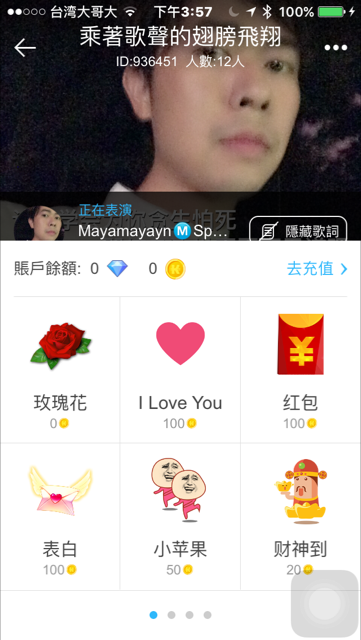 台湾大哥大 下午3:57 100%
乘著歌聲的翅膀飛翔
ID:936451 人數:12人
正在表演
Mayamayayn M Sp...
隱藏歌詞
賬戶餘額: 0 0 K 去充值
玫瑰花 I Love You 红包
0 100 100
表白 小苹果 财神到
100 50 20